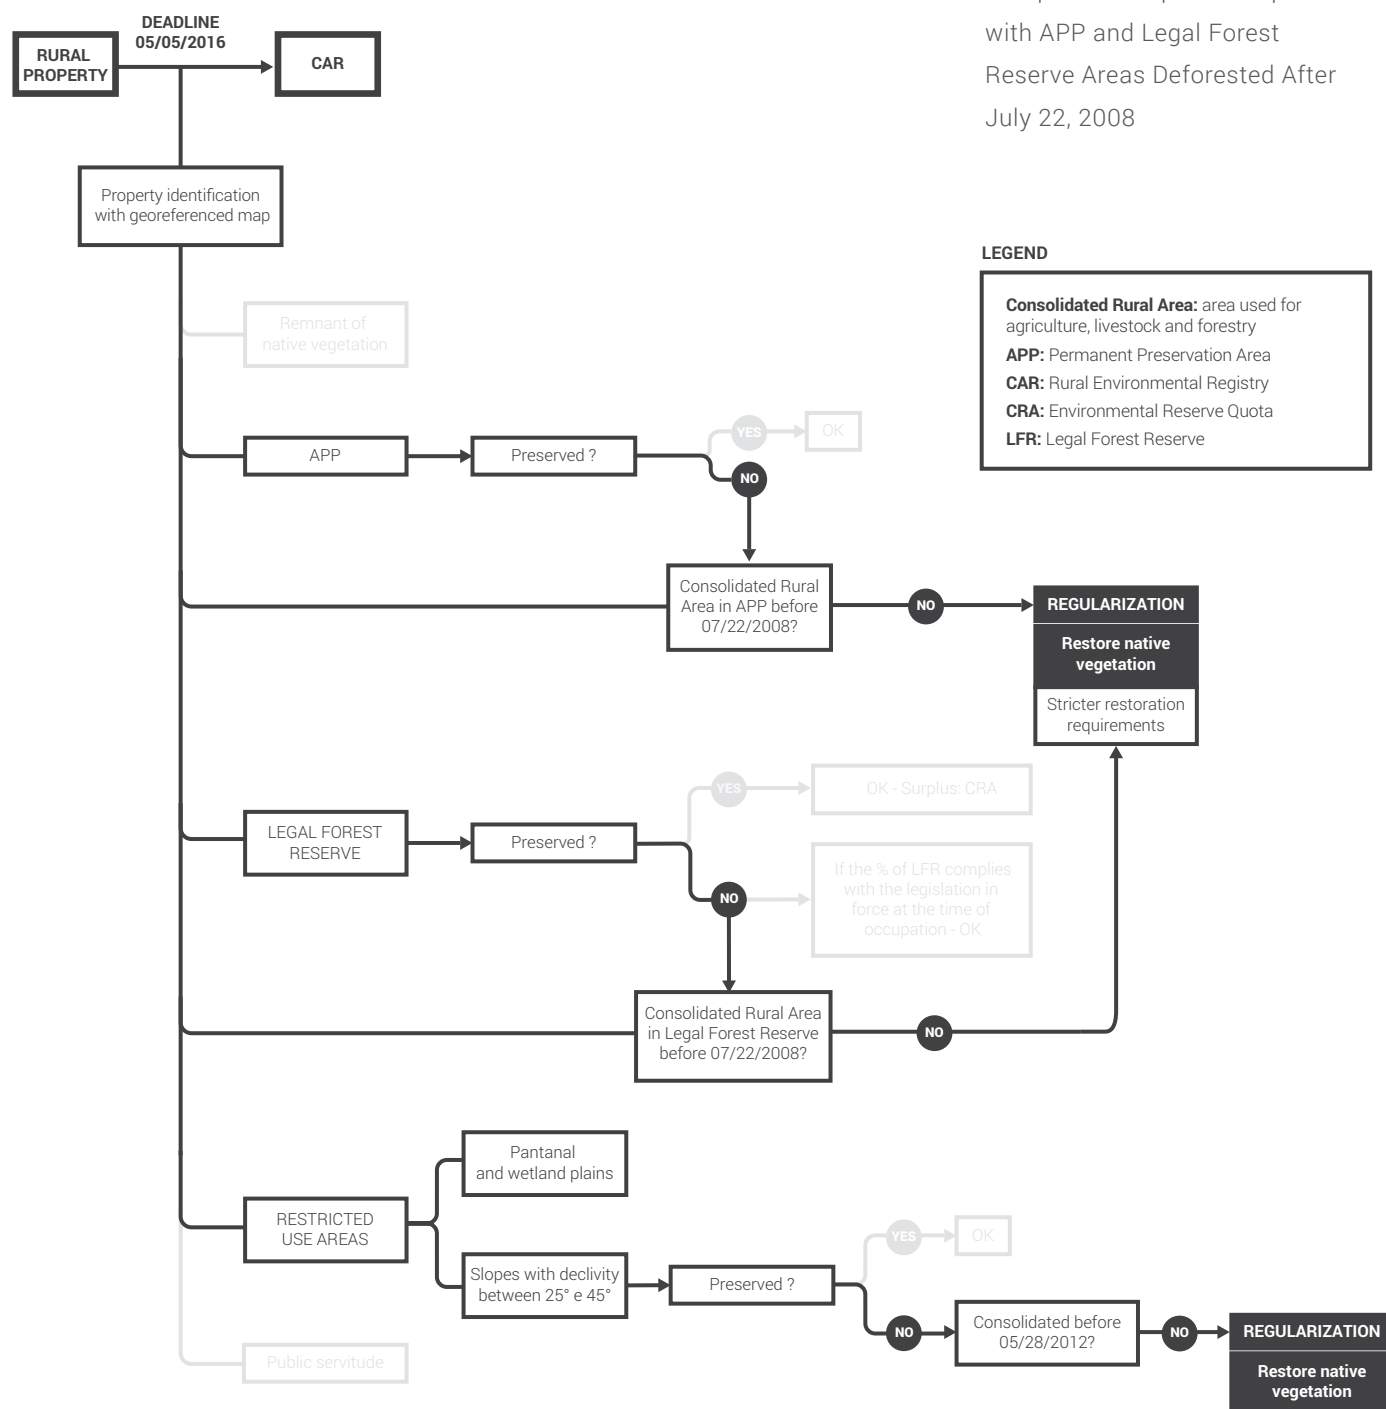 with APP and Legal Forest
Reserve Areas Deforested After
July 22, 2008
DEADLINE
05/05/2016
RURAL
PROPERTY
CAR
Property identification
with georeferenced map
LEGEND
Consolidated Rural Area: area used for
agriculture, livestock and forestry
APP: Permanent Preservation Area
CAR: Rural Environmental Registry
CRA: Environmental Reserve Quota
LFR: Legal Forest Reserve
Remnant of
native vegetation
APP
Preserved ?
YES
OK
NO
Consolidated Rural
Area in APP before
07/22/2008?
NO
REGULARIZATION
Restore native
vegetation
Stricter restoration
requirements
LEGAL FOREST
RESERVE
Preserved ?
YES
OK - Surplus: CRA
NO
If the % of LFR complies
with the legislation in
force at the time of
occupation - OK
Consolidated Rural Area
in Legal Forest Reserve
before 07/22/2008?
NO
RESTRICTED
USE AREAS
Pantanal
and wetland plains
Slopes with declivity
between 25° e 45°
Preserved ?
YES
OK
NO
Consolidated before
05/28/2012?
NO
REGULARIZATION
Restore native
vegetation
Public servitude